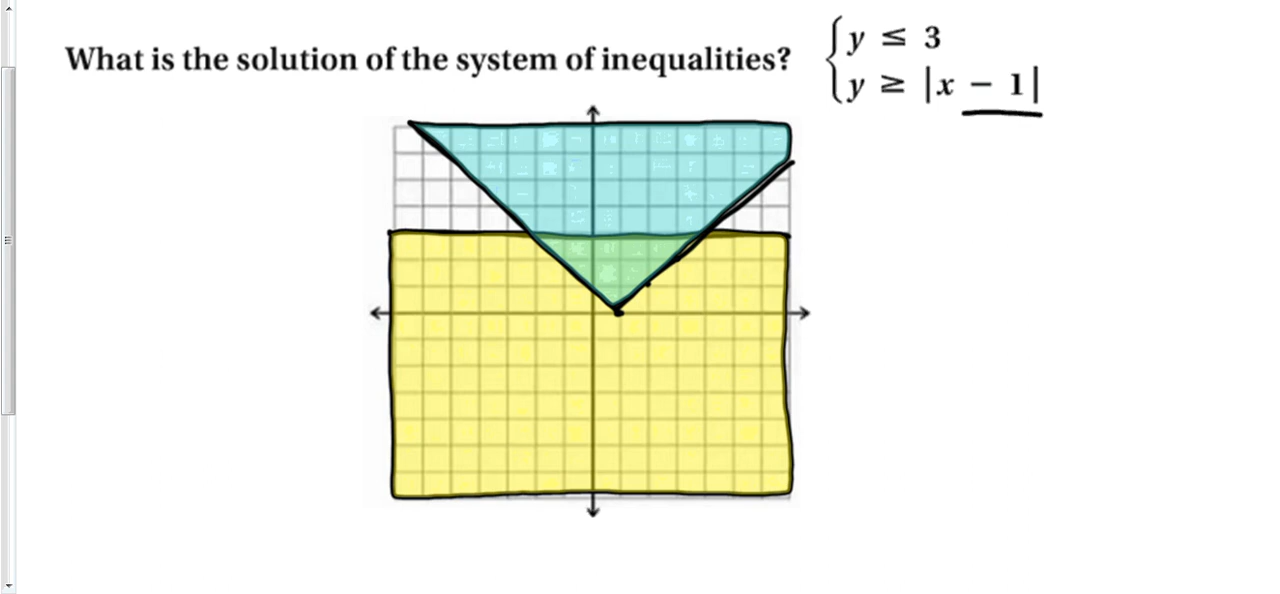 What is the solution of the system of inequalities?
y ≤ 3
y ≥ |x − 1|